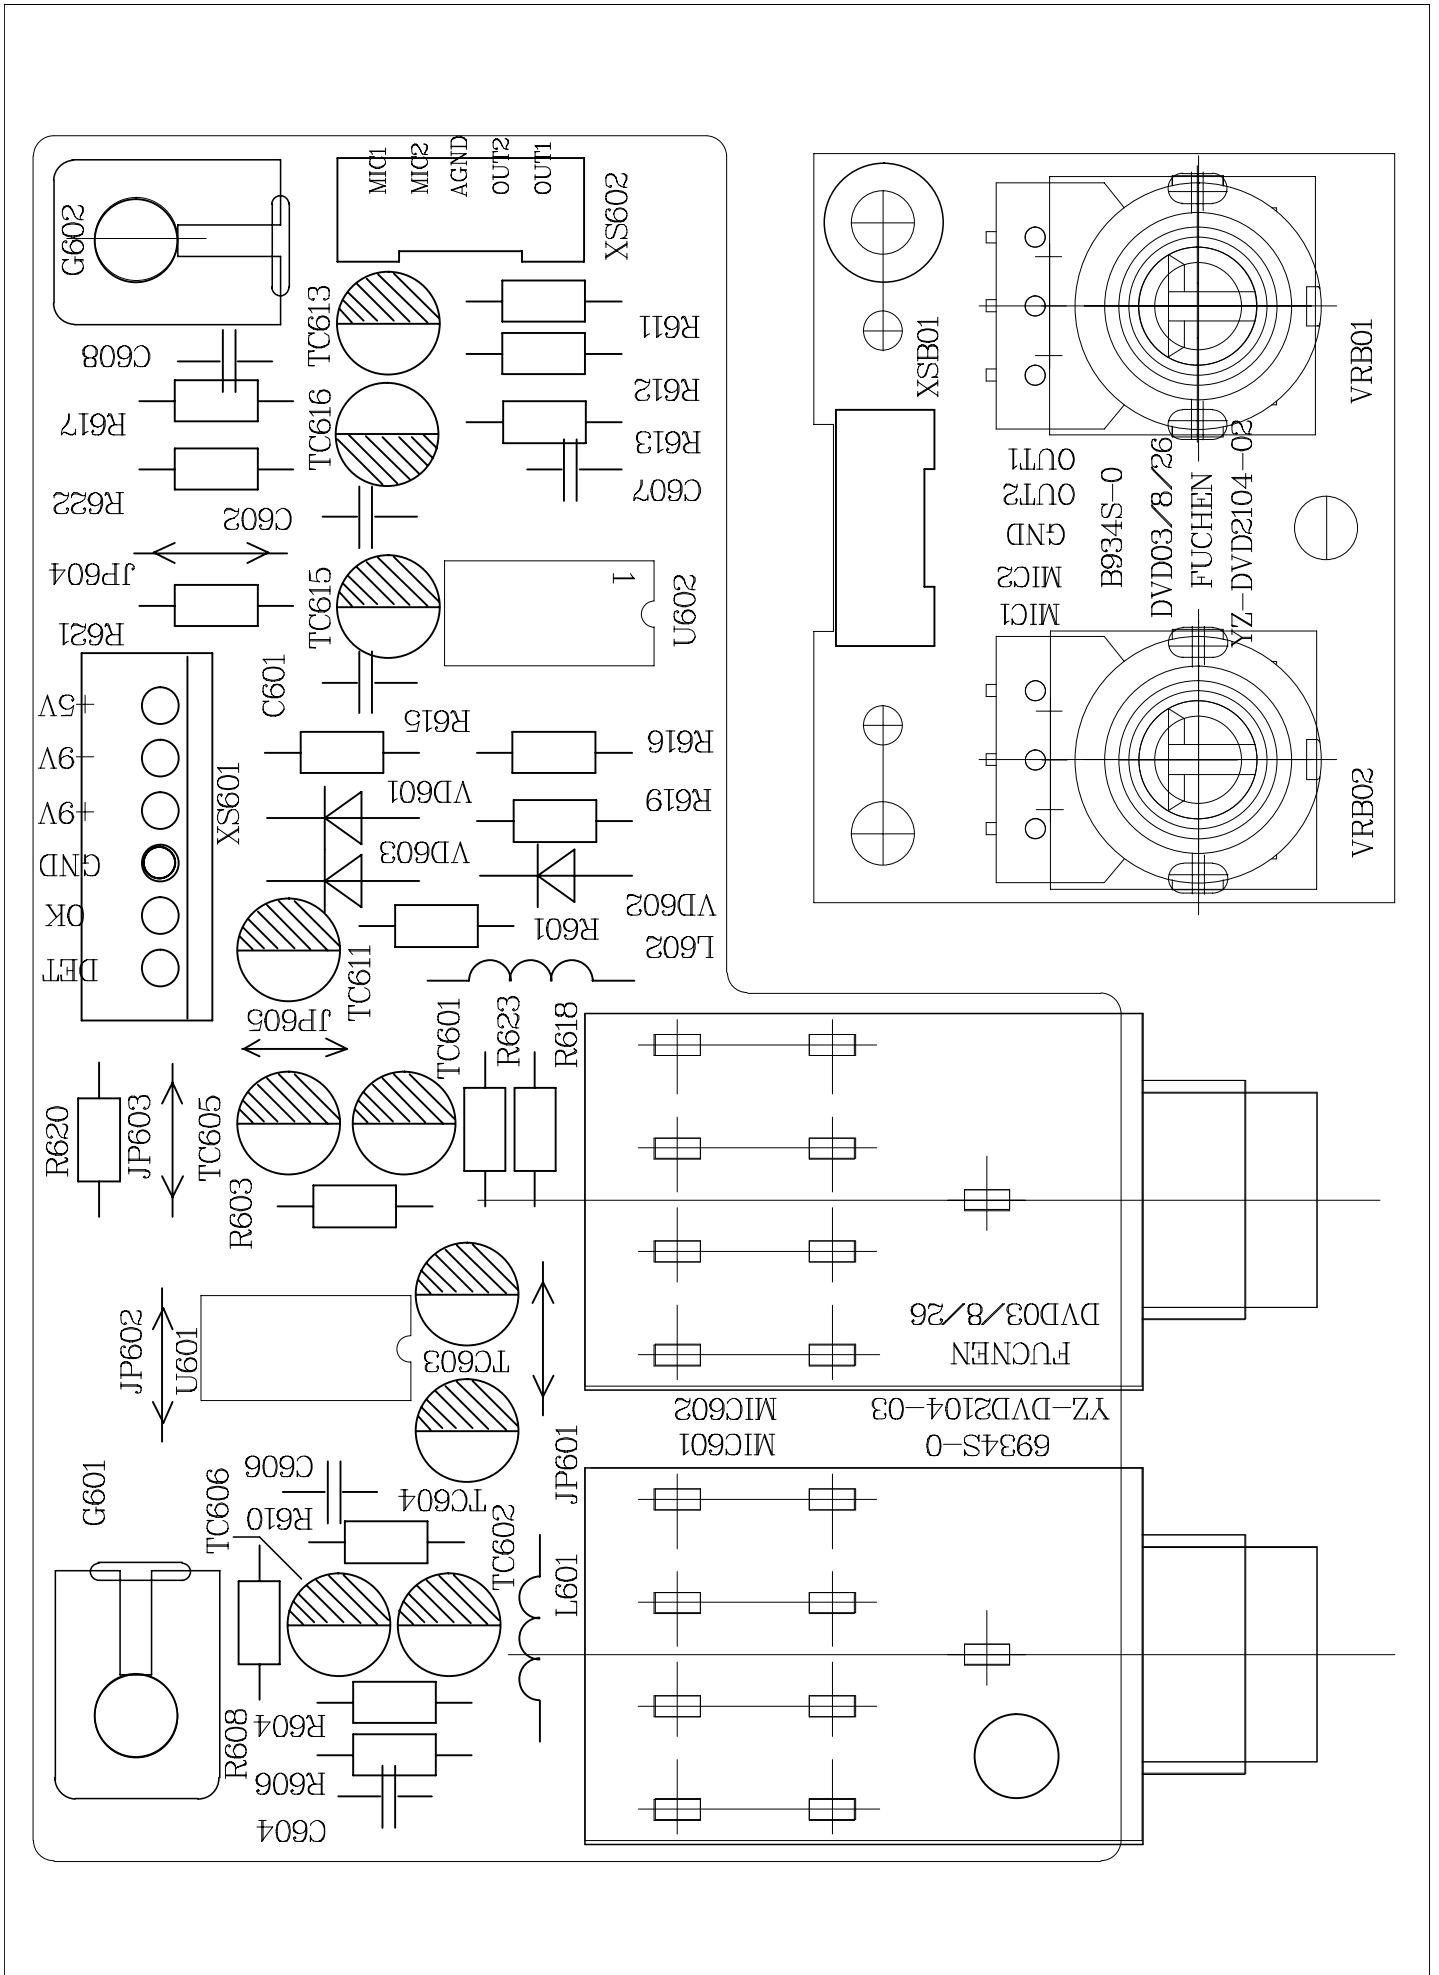 G602
MIC1
MIC2
AGND
OUT2
OUT1
XS602
TC613
R611
C608
R612
R617
TC616
R613
C607
R622
C602
JP604
TC615
1
U602
R621
C601
+5V
-9V
+9V
GND
OK
DET
XS601
R615
R616
VD601
R619
VD603
VD602
R601
L602
TC611
JP605
TC601
R623
R618
R620
JP603
TC605
R603
JP602
U601
TC603
TC604
JP601
G601
TC606
C606
R610
TC602
L601
R608
R604
R606
C604
DVD03/8/26
FUCNEN
MIC602
YZ-DVD2104-03
MIC601
6934S-0
XSB01
VRB01
OUT1
OUT2
GND
MIC2
MIC1
B934S-0
DVD03/8/26
FUCHEN
YZ-DVD2104-02
VRB02